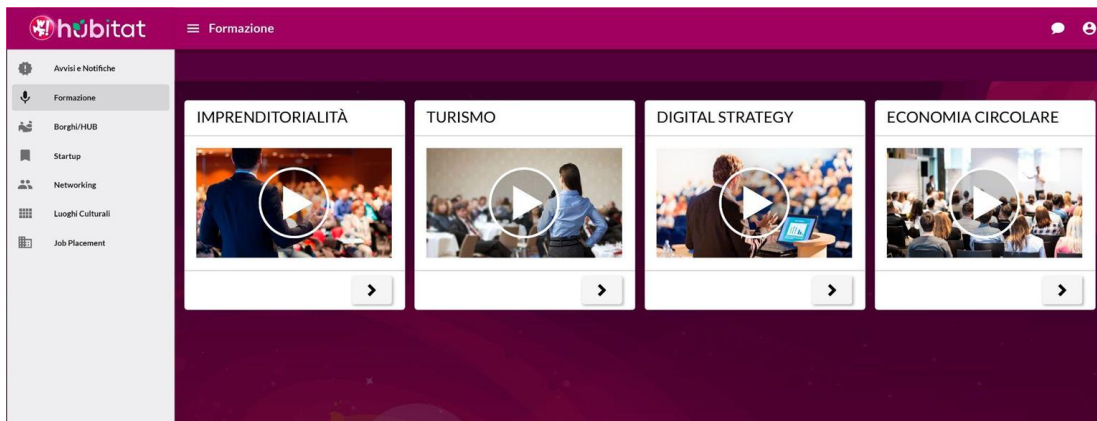 hubitat
Formazione
Avvisi e Notifiche
Formazione
Borghi/HUB
Startup
Networking
Luoghi Culturali
Job Placement
IMPRENDITORIALITÀ
TURISMO
DIGITAL STRATEGY
ECONOMIA CIRCOLARE